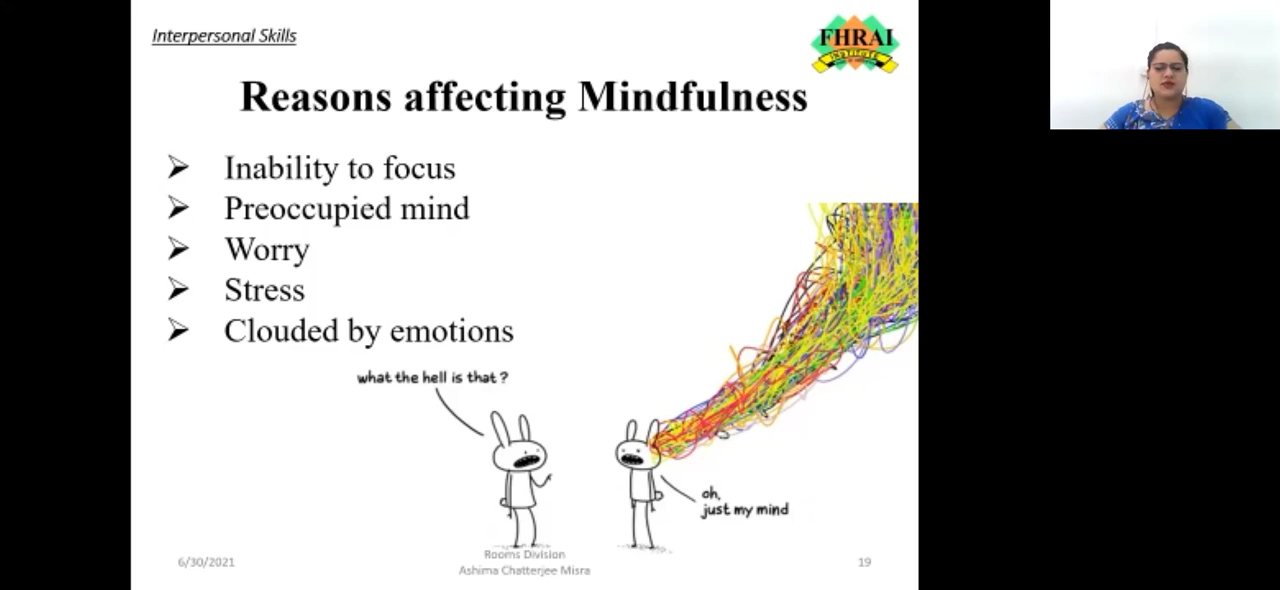 Interpersonal Skills
FHRAI
Reasons affecting Mindfulness
Inability to focus
Preoccupied mind
Worry
Stress
Clouded by emotions
what the hell is that?
oh,
just my mind
6/30/2021
Rooms Division
Ashima Chatterjee Misra
19